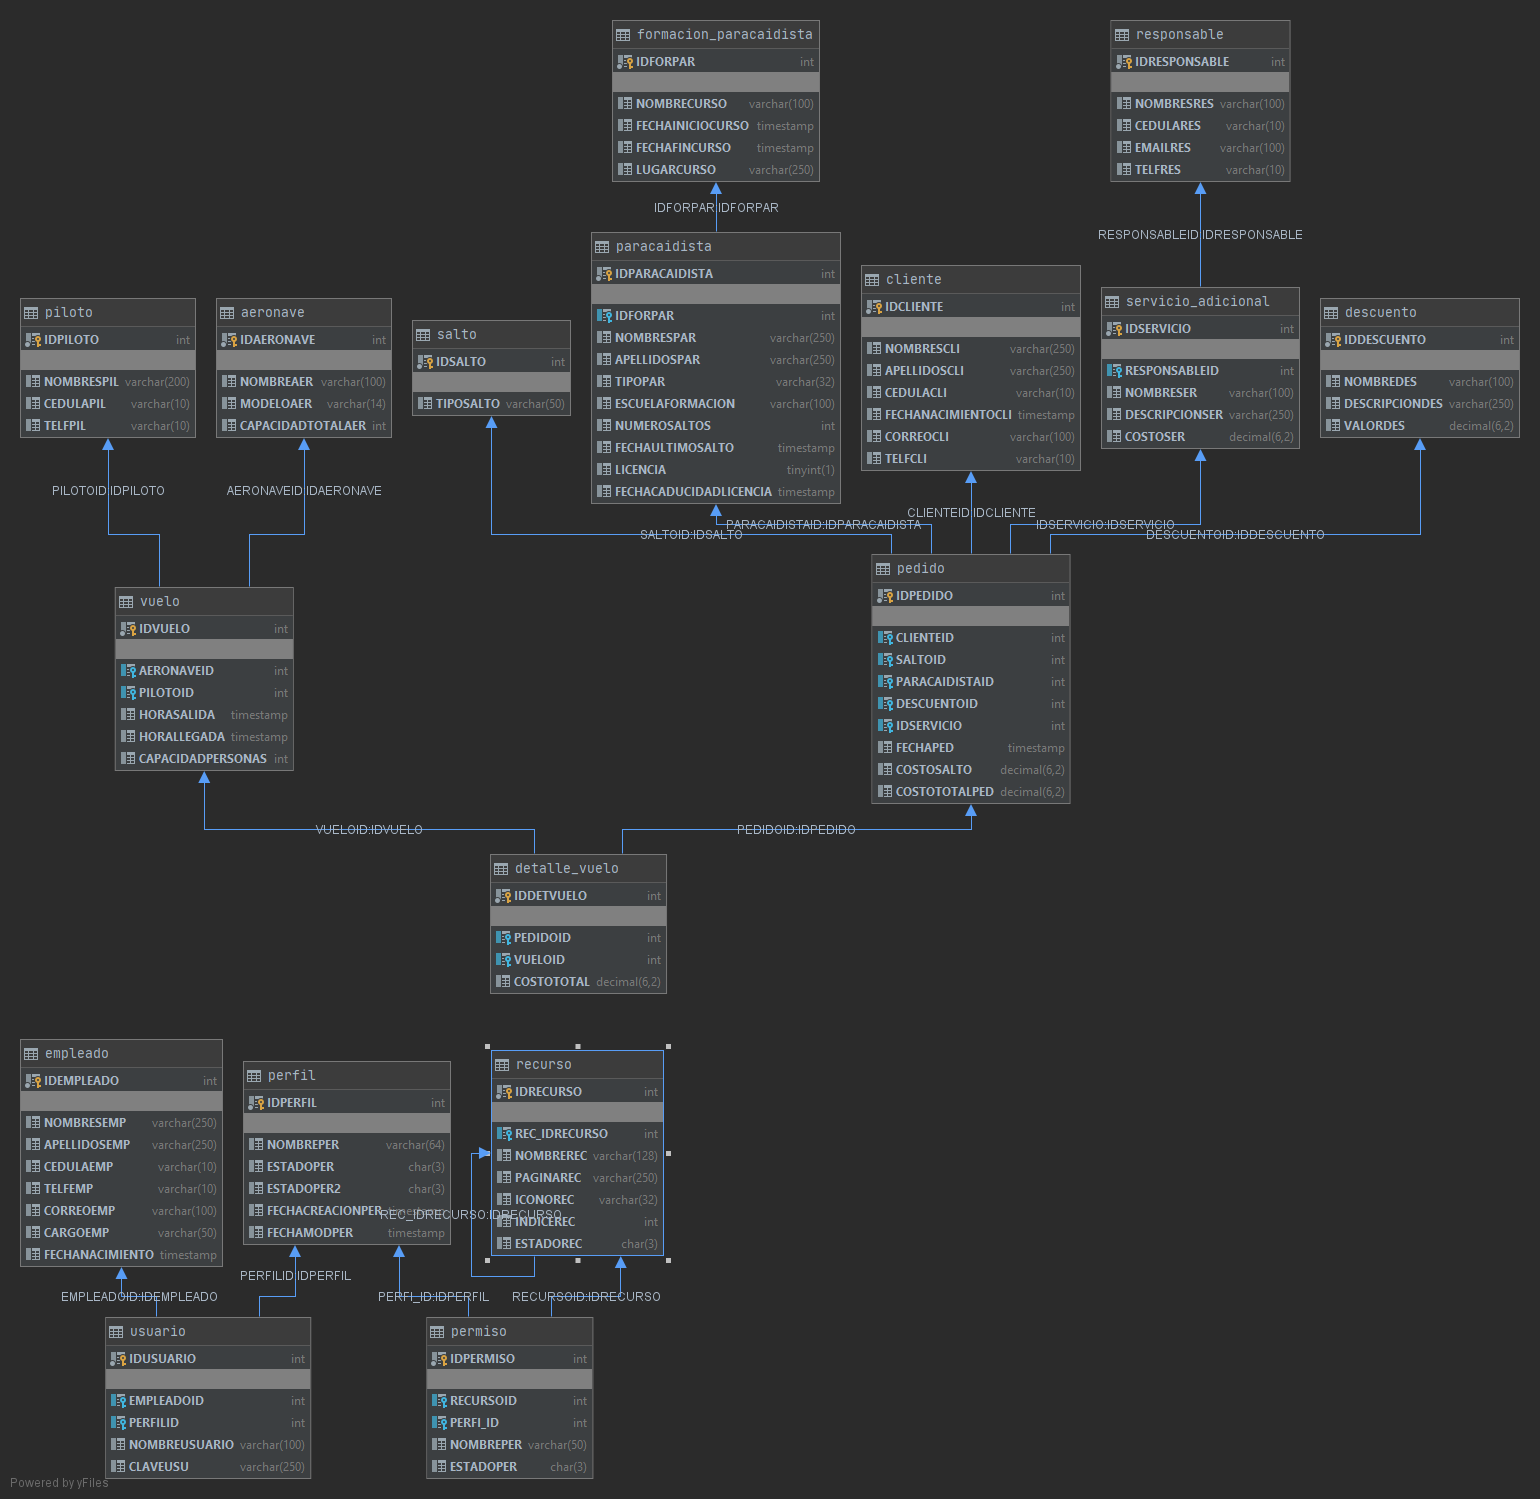 formacion_paracaidista
IDFORPAR int
NOMBRECURSO varchar(100)
FECHAINICIOCURSO timestamp
FECHAFINCURSO timestamp
LUGARCURSO varchar(250)
responsable
IDRESPONSABLE int
NOMBRESRES varchar(100)
CEDULARES varchar(10)
EMAILRES varchar(100)
TELFRES varchar(10)
IDFORPAR:IDFORPAR
RESPONSABLEID:IDRESPONSABLE
paracaidista
IDPARACAIDISTA int
IDFORPAR int
NOMBRESPAR varchar(250)
APELLIDOSPAR varchar(250)
TIPOPAR varchar(32)
ESCUELAFORMACION varchar(100)
NUMEROSALTOS int
FECHAULTIMOSALTO timestamp
LICENCIA tinyint(1)
FECHACADUCIDADLICENCIA timestamp
cliente
IDCLIENTE int
NOMBRESCLI varchar(250)
APELLIDOSCLI varchar(250)
CEDULACLI varchar(10)
FECHANACIMIENTOCLI timestamp
CORREOCLI varchar(100)
TELFCLI varchar(10)
servicio_adicional
IDSERVICIO int
RESPONSABLEID int
NOMBRESER varchar(100)
DESCRIPCIONSER varchar(250)
COSTOSER decimal(6,2)
descuento
IDDESCUENTO int
NOMBREDES varchar(100)
DESCRIPCIONDES varchar(250)
VALORDES decimal(6,2)
piloto
IDPILOTO int
NOMBRESPIL varchar(200)
CEDULAPIL varchar(10)
TELFPIL varchar(10)
aeronave
IDAERONAVE int
NOMBREAER varchar(100)
MODELOAER varchar(14)
CAPACIDADTOTALAER int
salto
IDSALTO int
TIPOSALTO varchar(50)
PILOTOID:IDPILOTO
AERONAVEID:IDAERONAVE
CLIENTEID:IDCLIENTE
PARACAIDISTAID:IDPARACAIDISTA
IDSERVICIO:IDSERVICIO
SALTOID:IDSALTO
DESCUENTOID:IDDESCUENTO
pedido
IDPEDIDO int
CLIENTEID int
SALTOID int
PARACAIDISTAID int
DESCUENTOID int
IDSERVICIO int
FECHAPED timestamp
COSTOSALTO decimal(6,2)
COSTOTOTALPED decimal(6,2)
vuelo
IDVUELO int
AERONAVEID int
PILOTOID int
HORASALIDA timestamp
HORALLEGADA timestamp
CAPACIDADPERSONAS int
VUELOID:IDVUELO
PEDIDOID:IDPEDIDO
detalle_vuelo
IDDETVUELO int
PEDIDOID int
VUELOID int
COSTOTOTAL decimal(6,2)
empleado
IDEMPLEADO int
NOMBRESEMP varchar(250)
APELLIDOSEMP varchar(250)
CEDULAEMP varchar(10)
TELFEMP varchar(10)
CORREOEMP varchar(100)
CARGOEMP varchar(50)
FECHANACIMIENTO timestamp
perfil
IDPERFIL int
NOMBREPER varchar(64)
ESTADOPER char(3)
ESTADOPER2 char(3)
FECHACREACIONPER timestamp
FECHAMODPER timestamp
recurso
IDRECURSO int
REC_IDRECURSO int
NOMBREREC varchar(128)
PAGINAREC varchar(250)
ICONOREC varchar(32)
INDICEREC int
ESTADOREC char(3)
REC_IDRECURSO:IDRECURSO
PERFILID:IDPERFIL
EMPLEADOID:IDEMPLEADO
PERFI_ID:IDPERFIL
RECURSOID:IDRECURSO
usuario
IDUSUARIO int
EMPLEADOID int
PERFILID int
NOMBREUSUARIO varchar(100)
CLAVEUSU varchar(250)
permiso
IDPERMISO int
RECURSOID int
PERFI_ID int
NOMBREPER varchar(50)
ESTADOPER char(3)
Powered by yFiles